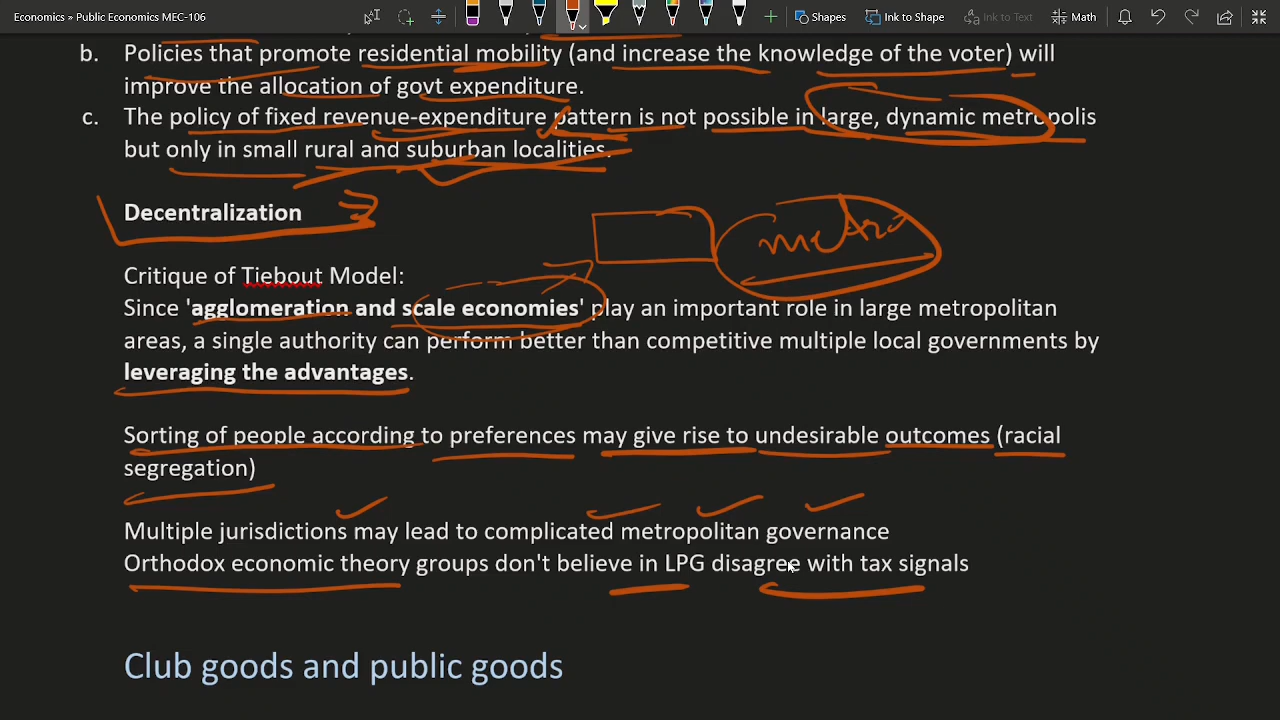 Economics » Public Economics MEC-106
Shapes
Ink to Shape
Ink to Text
Math
b. Policies that promote residential mobility (and increase the knowledge of the voter) will
improve the allocation of govt expenditure.
c. The policy of fixed revenue-expenditure pattern is not possible in large, dynamic metropolis
but only in small rural and suburban localities.
Decentralization
metro
Critique of Tiebout Model:
Since 'agglomeration and scale economies' play an important role in large metropolitan
areas, a single authority can perform better than competitive multiple local governments by
leveraging the advantages.
Sorting of people according to preferences may give rise to undesirable outcomes (racial
segregation)
Multiple jurisdictions may lead to complicated metropolitan governance
Orthodox economic theory groups don't believe in LPG disagree with tax signals
Club goods and public goods